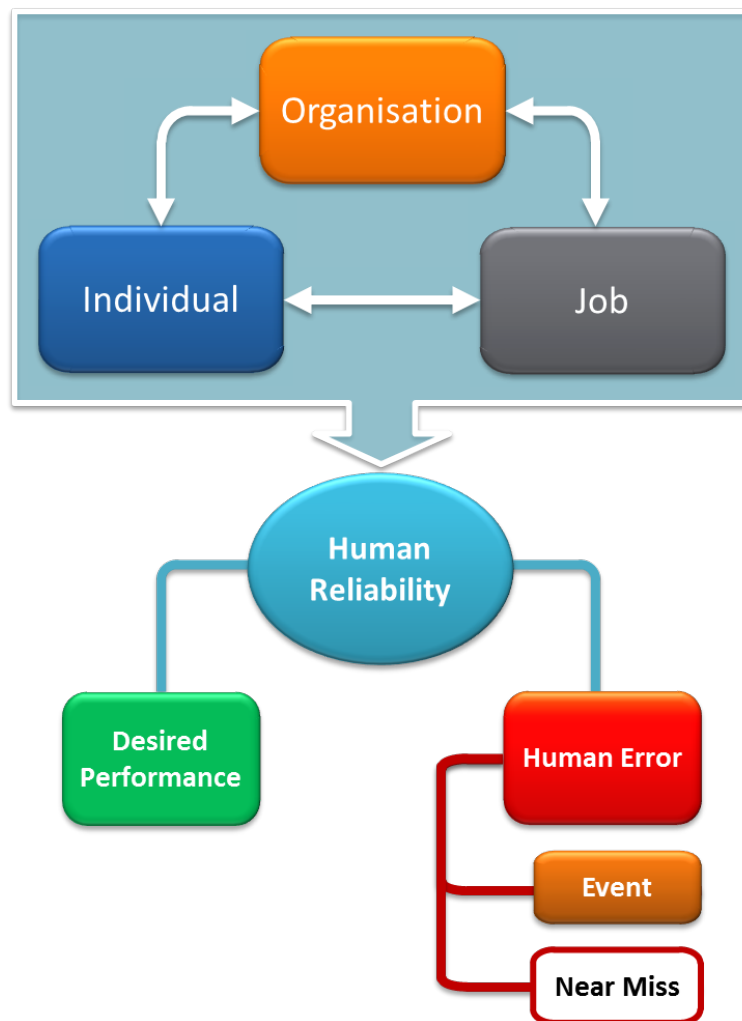 Organisation
Individual
Job
Human
Reliability
Desired
Performance
Human Error
Event
Near Miss